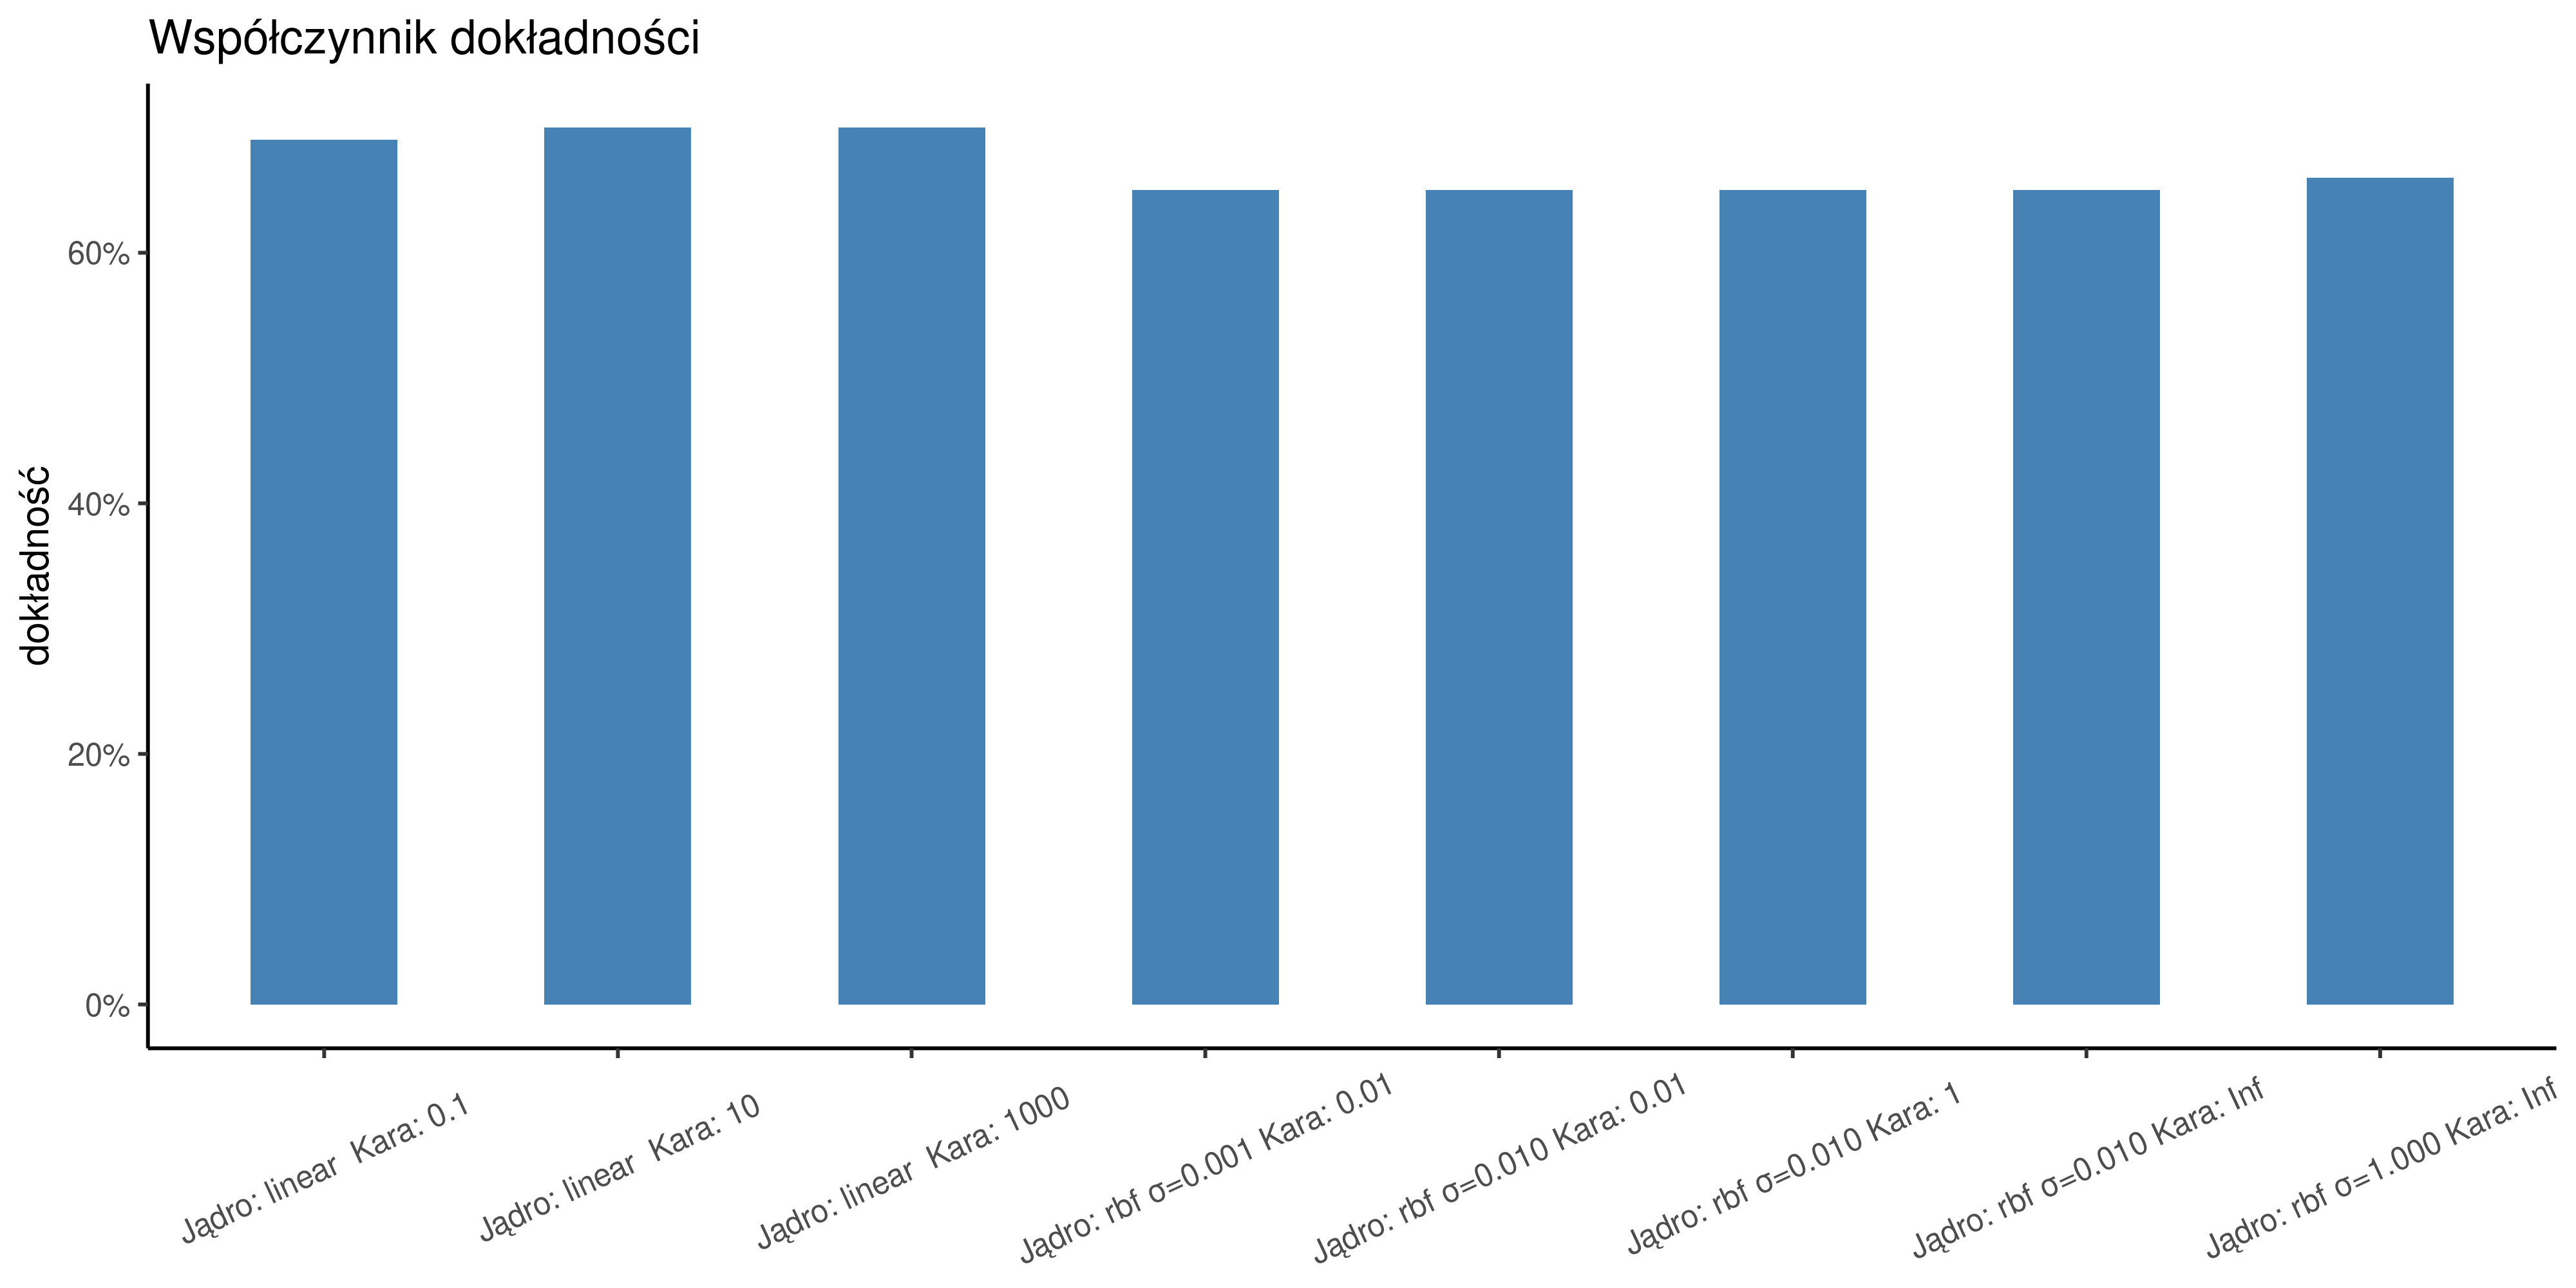 Współczynnik dokładności
dokładność
60%
40%
20%
0%
Jądro: linear  Kara: 0.1
Jądro: linear  Kara: 10
Jądro: linear  Kara: 1000
Jądro: rbf σ=0.001 Kara: 0.01
Jądro: rbf σ=0.010 Kara: 0.01
Jądro: rbf σ=0.010 Kara: 1
Jądro: rbf σ=0.010 Kara: Inf
Jądro: rbf σ=1.000 Kara: Inf